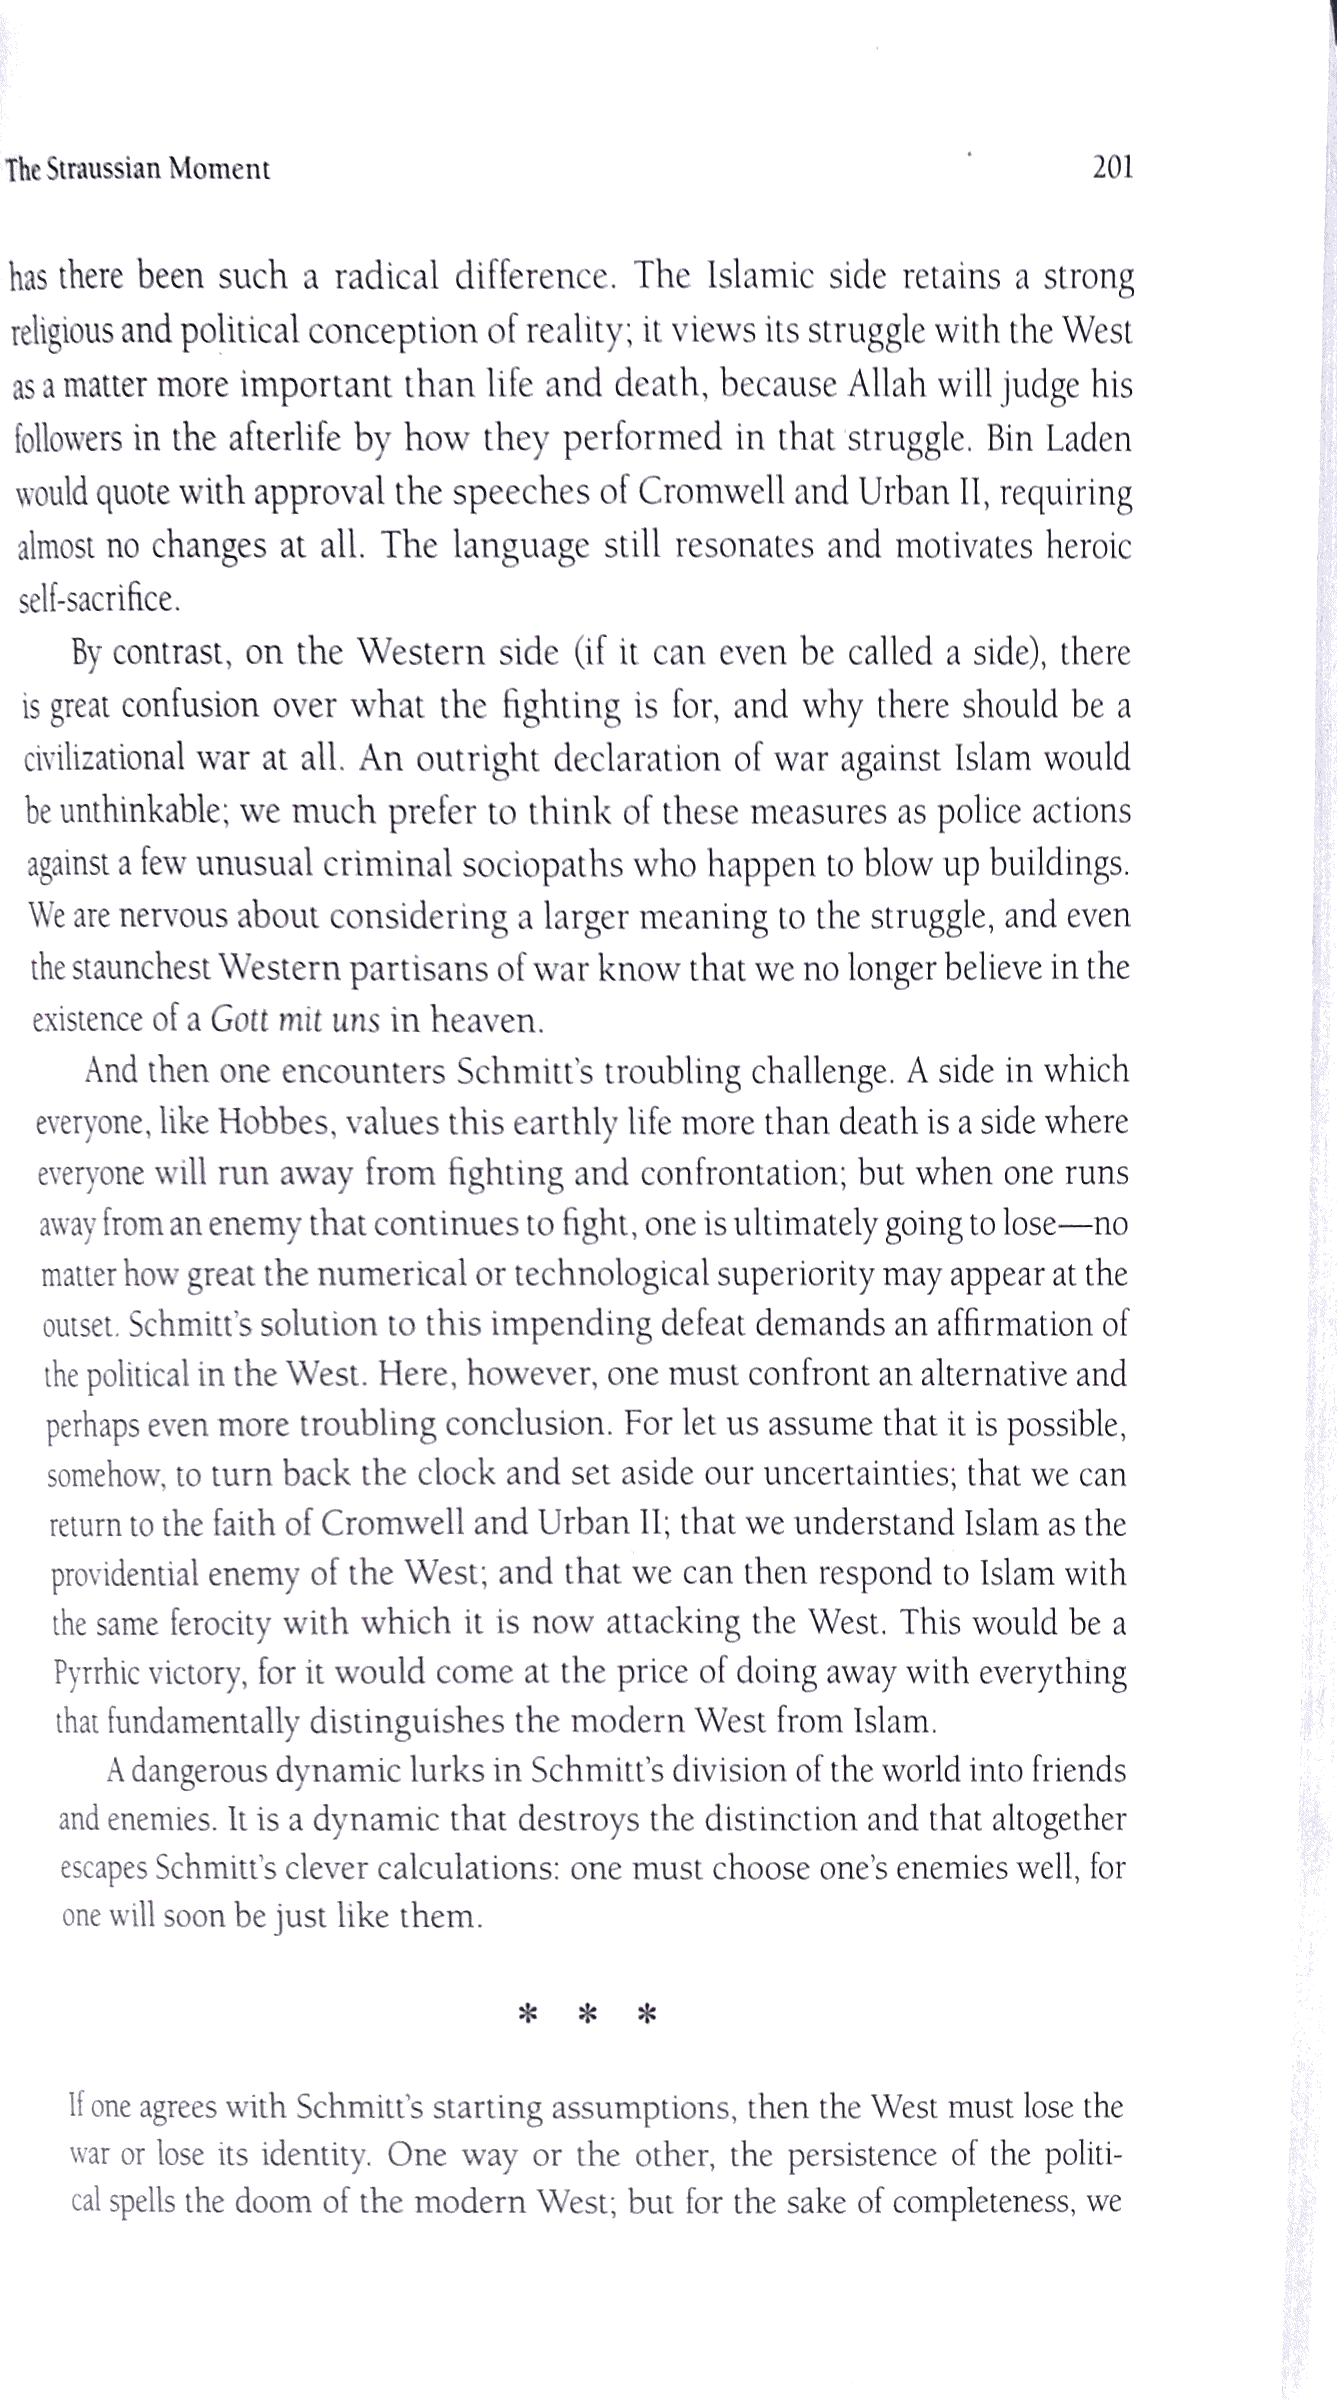 The Straussian Moment 201
has there been such a radical difference. The Islamic side retains a strong
religious and political conception of reality; it views its struggle with the West
as a matter more important than life and death, because Allah will judge his
followers in the afterlife by how they performed in that struggle. Bin Laden
would quote with approval the speeches of Cromwell and Urban II, requiring
almost no changes at all. The language still resonates and motivates heroic
self-sacrifice.
By contrast, on the Western side (if it can even be called a side), there
is great confusion over what the fighting is for, and why there should be a
civilizational war at all. An outright declaration of war against Islam would
be unthinkable; we much prefer to think of these measures as police actions
against a few unusual criminal sociopaths who happen to blow up buildings.
We are nervous about considering a larger meaning to the struggle, and even
the staunchest Western partisans of war know that we no longer believe in the
existence of a Gott mit uns in heaven.
And then one encounters Schmitt's troubling challenge. A side in which
everyone, like Hobbes, values this earthly life more than death is a side where
everyone will run away from fighting and confrontation; but when one runs
away from an enemy that continues to fight, one is ultimately going to lose—no
matter how great the numerical or technological superiority may appear at the
outset. Schmitt's solution to this impending defeat demands an affirmation of
the political in the West. Here, however, one must confront an alternative and
perhaps even more troubling conclusion. For let us assume that it is possible,
somehow, to turn back the clock and set aside our uncertainties; that we can
return to the faith of Cromwell and Urban II; that we understand Islam as the
providential enemy of the West; and that we can then respond to Islam with
the same ferocity with which it is now attacking the West. This would be a
Pyrrhic victory, for it would come at the price of doing away with everything
that fundamentally distinguishes the modern West from Islam.
A dangerous dynamic lurks in Schmitt's division of the world into friends
and enemies. It is a dynamic that destroys the distinction and that altogether
escapes Schmitt's clever calculations: one must choose one's enemies well, for
one will soon be just like them.
* * *
If one agrees with Schmitt's starting assumptions, then the West must lose the
war or lose its identity. One way or the other, the persistence of the politi-
cal spells the doom of the modern West; but for the sake of completeness, we